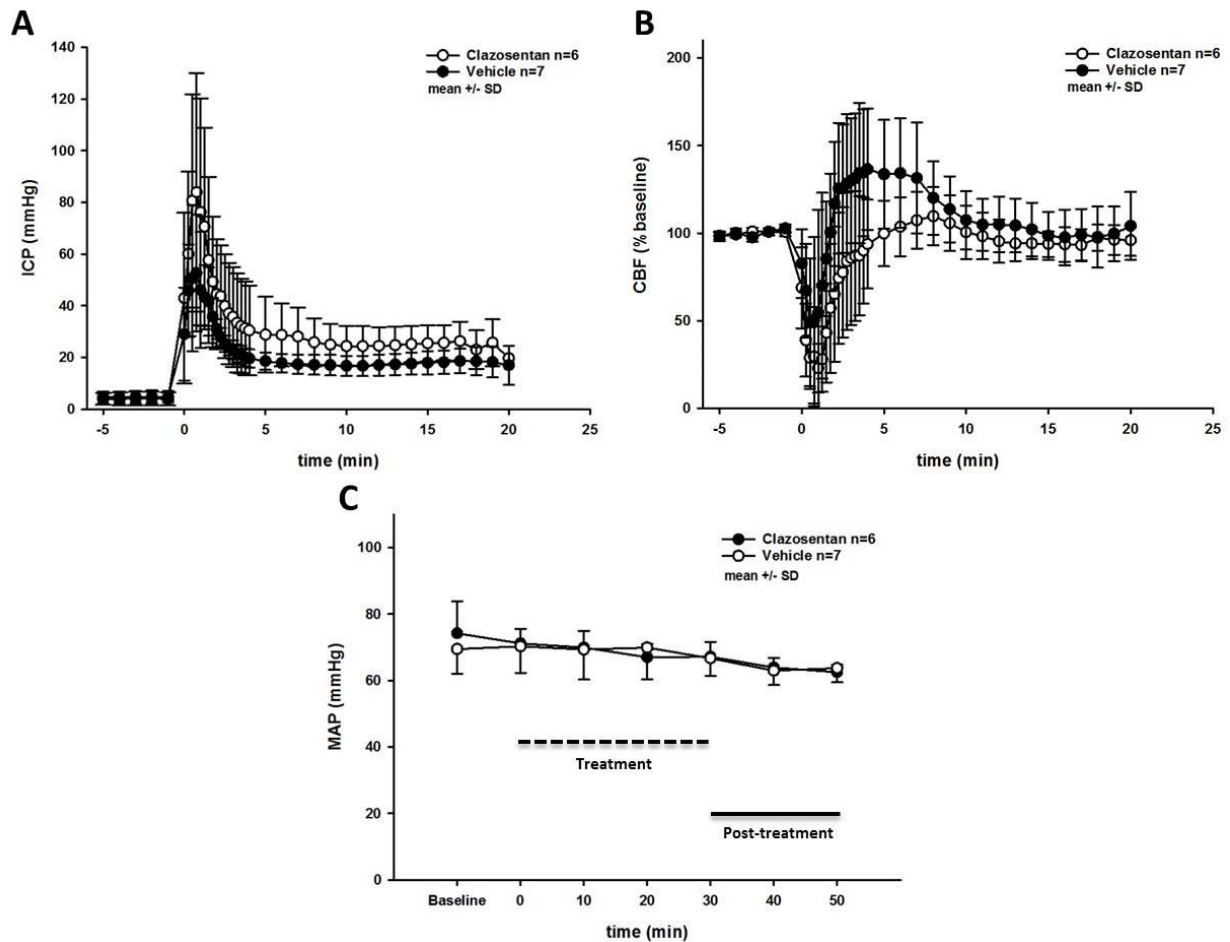 A
Clazosentan n=6
Vehicle n=7
mean +/- SD
ICP (mmHg)
140
120
100
80
60
40
20
0
-5 0 5 10 15 20 25
time (min)
B
Clazosentan n=6
Vehicle n=7
mean +/- SD
CBF (% baseline)
200
150
100
50
0
-5 0 5 10 15 20 25
time (min)
C
Clazosentan n=6
Vehicle n=7
mean +/- SD
MAP (mmHg)
100
80
60
40
20
0
Treatment
Post-treatment
Baseline 0 10 20 30 40 50
time (min)